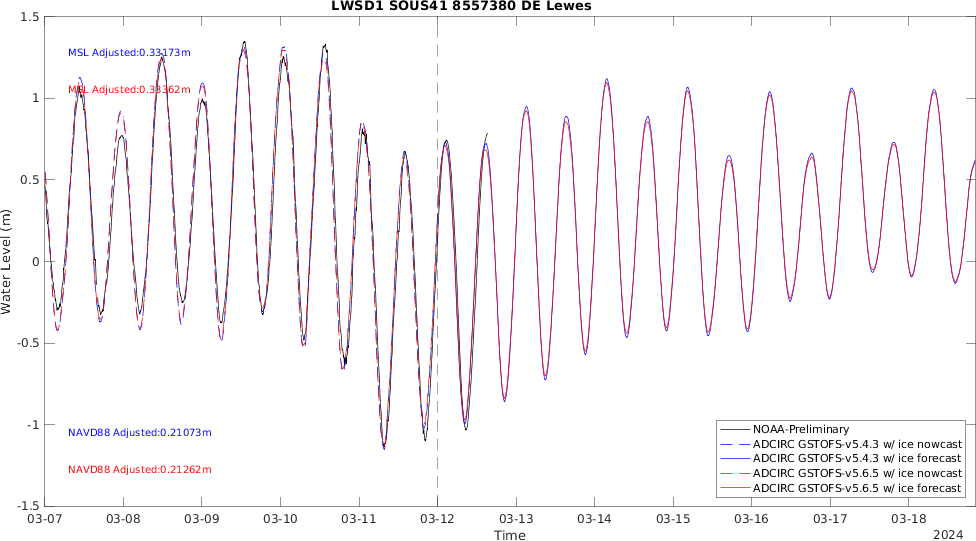 LWSD1 SOUS41 8557380 DE Lewes
1.5
1
0.5
0
-0.5
-1
-1.5
Water Level (m)
MSL Adjusted:0.33173m
MSL Adjusted:0.33362m
NAVD88 Adjusted:0.21073m
NAVD88 Adjusted:0.21262m
NOAA-Preliminary
ADCIRC GSTOFS-v5.4.3 w/ ice nowcast
ADCIRC GSTOFS-v5.4.3 w/ ice forecast
ADCIRC GSTOFS-v5.6.5 w/ ice nowcast
ADCIRC GSTOFS-v5.6.5 w/ ice forecast
03-07 03-08 03-09 03-10 03-11 03-12 03-13 03-14 03-15 03-16 03-17 03-18
Time
2024